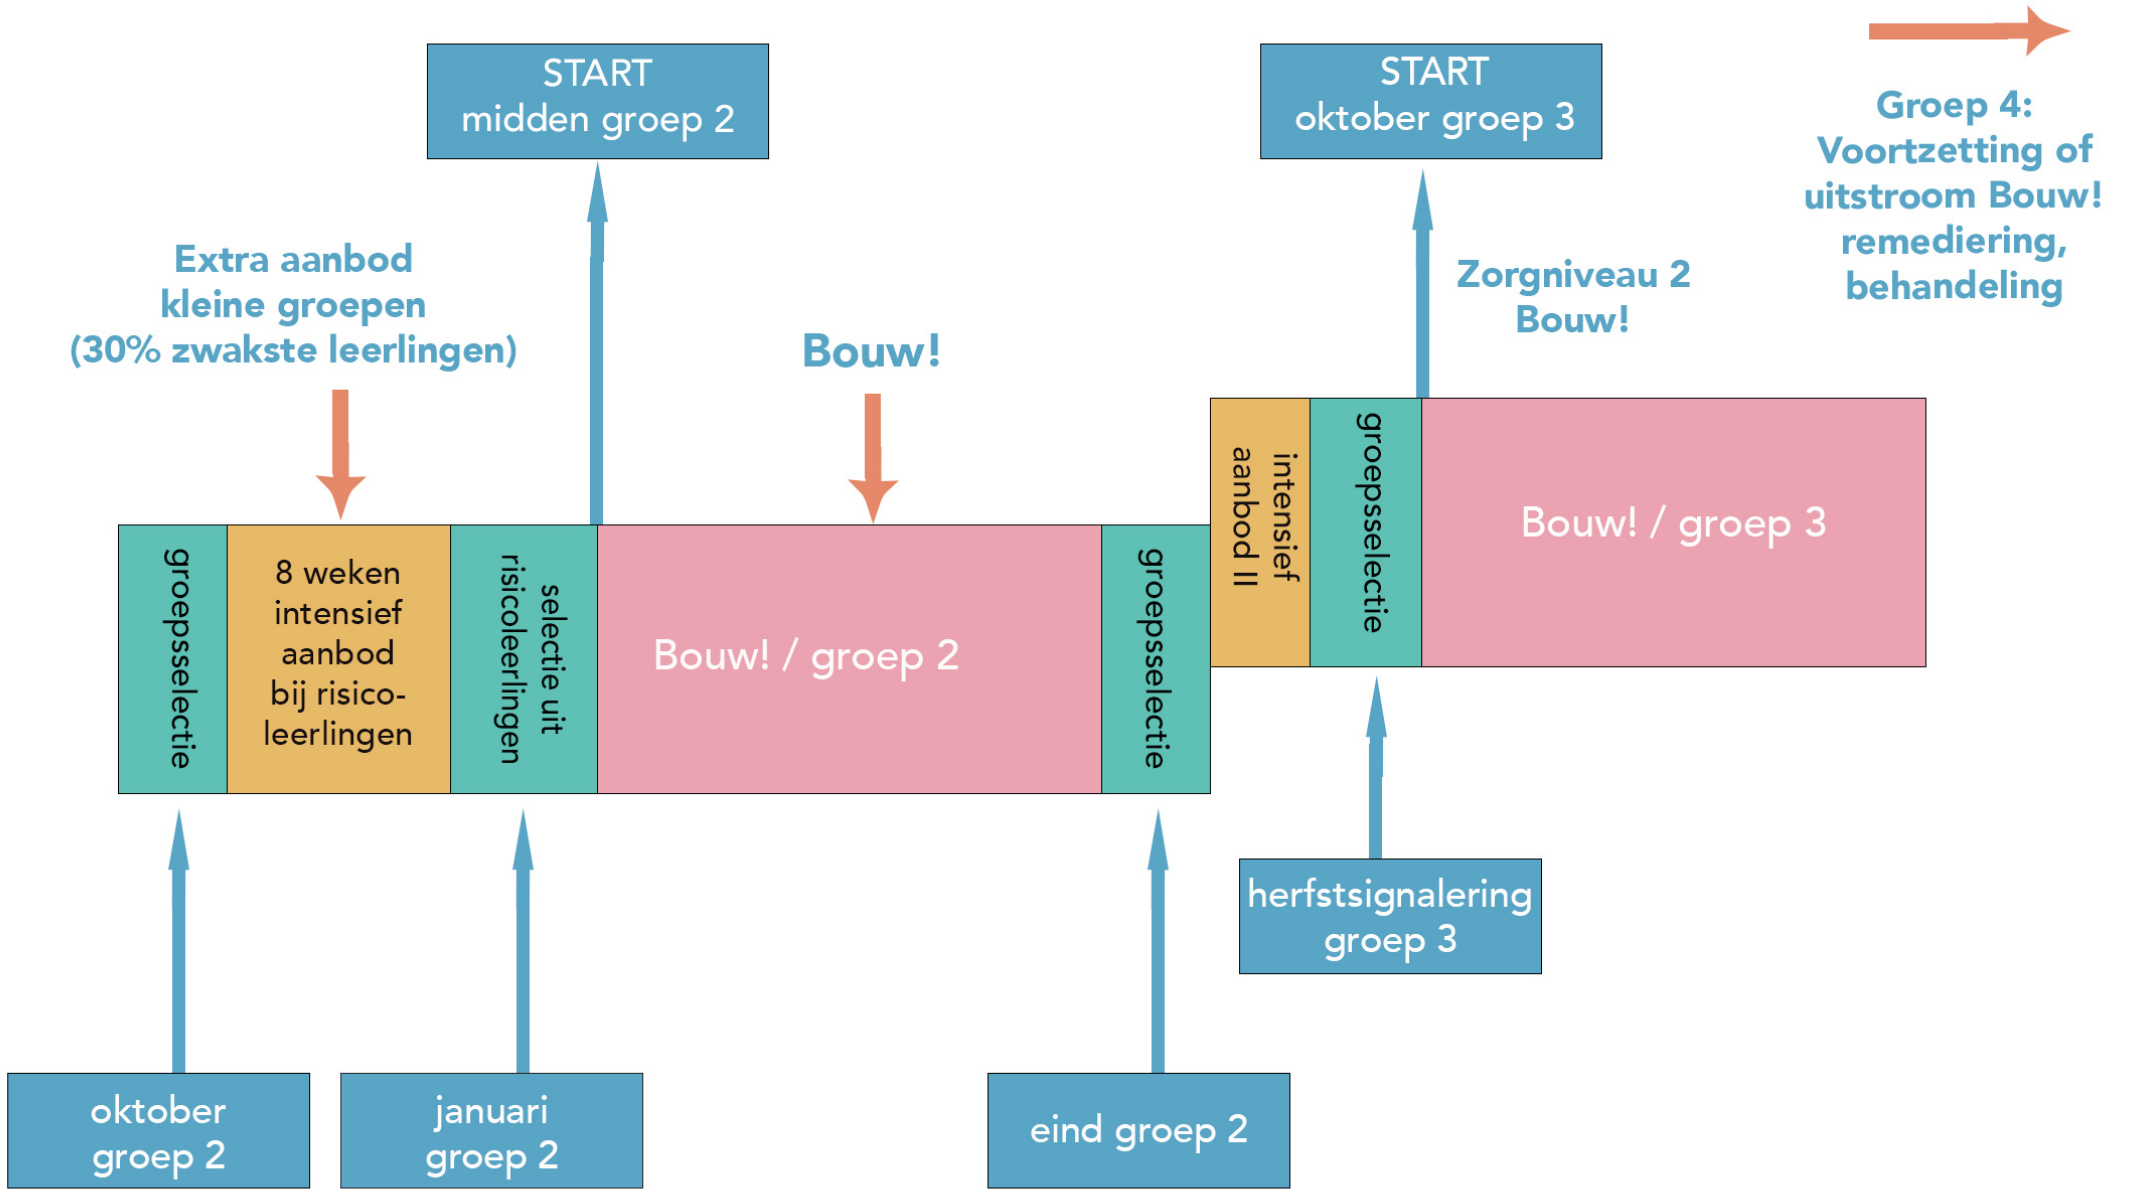 START
midden groep 2
START
oktober groep 3
Groep 4:
Voortzetting of
uitstroom Bouw!
remediering,
behandeling
Extra aanbod
kleine groepen
(30% zwakste leerlingen)
Bouw!
Zorgniveau 2
Bouw!
groepsselectie
8 weken
intensief
aanbod
bij risico-
leerlingen
selectie uit
risicoleerlingen
Bouw! / groep 2
groepsselectie
intensief
aanbod II
groepsselectie
Bouw! / groep 3
herfstsignalering
groep 3
oktober
groep 2
januari
groep 2
eind groep 2